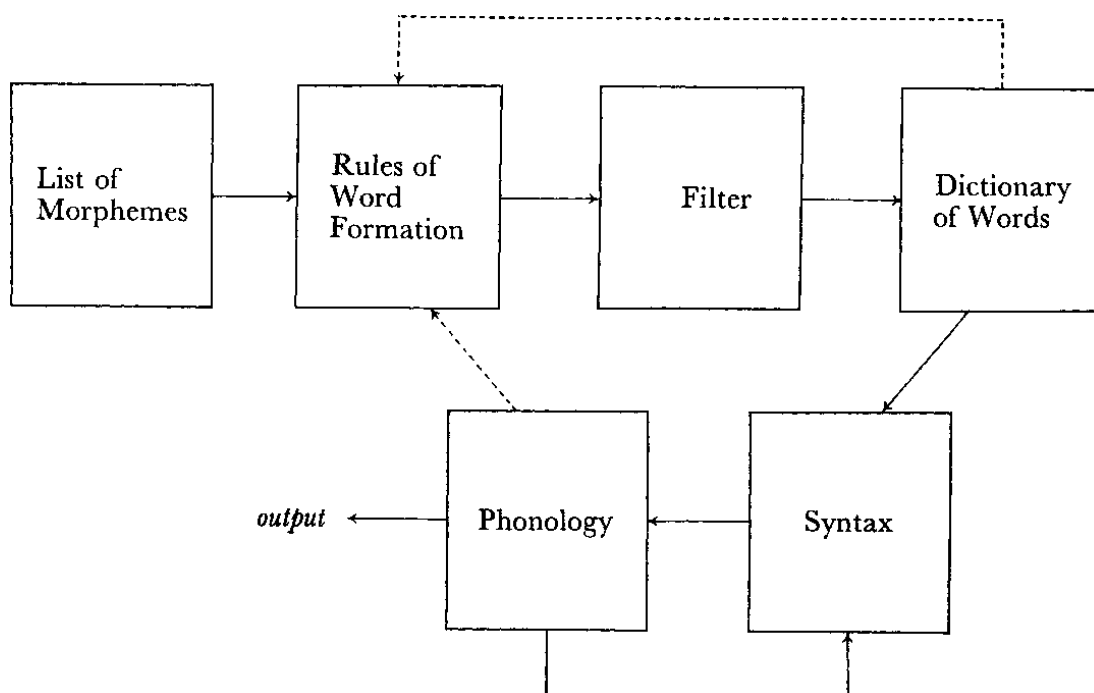 List of
Morphemes
Rules of
Word
Formation
Filter
Dictionary
of Words
output
Phonology
Syntax